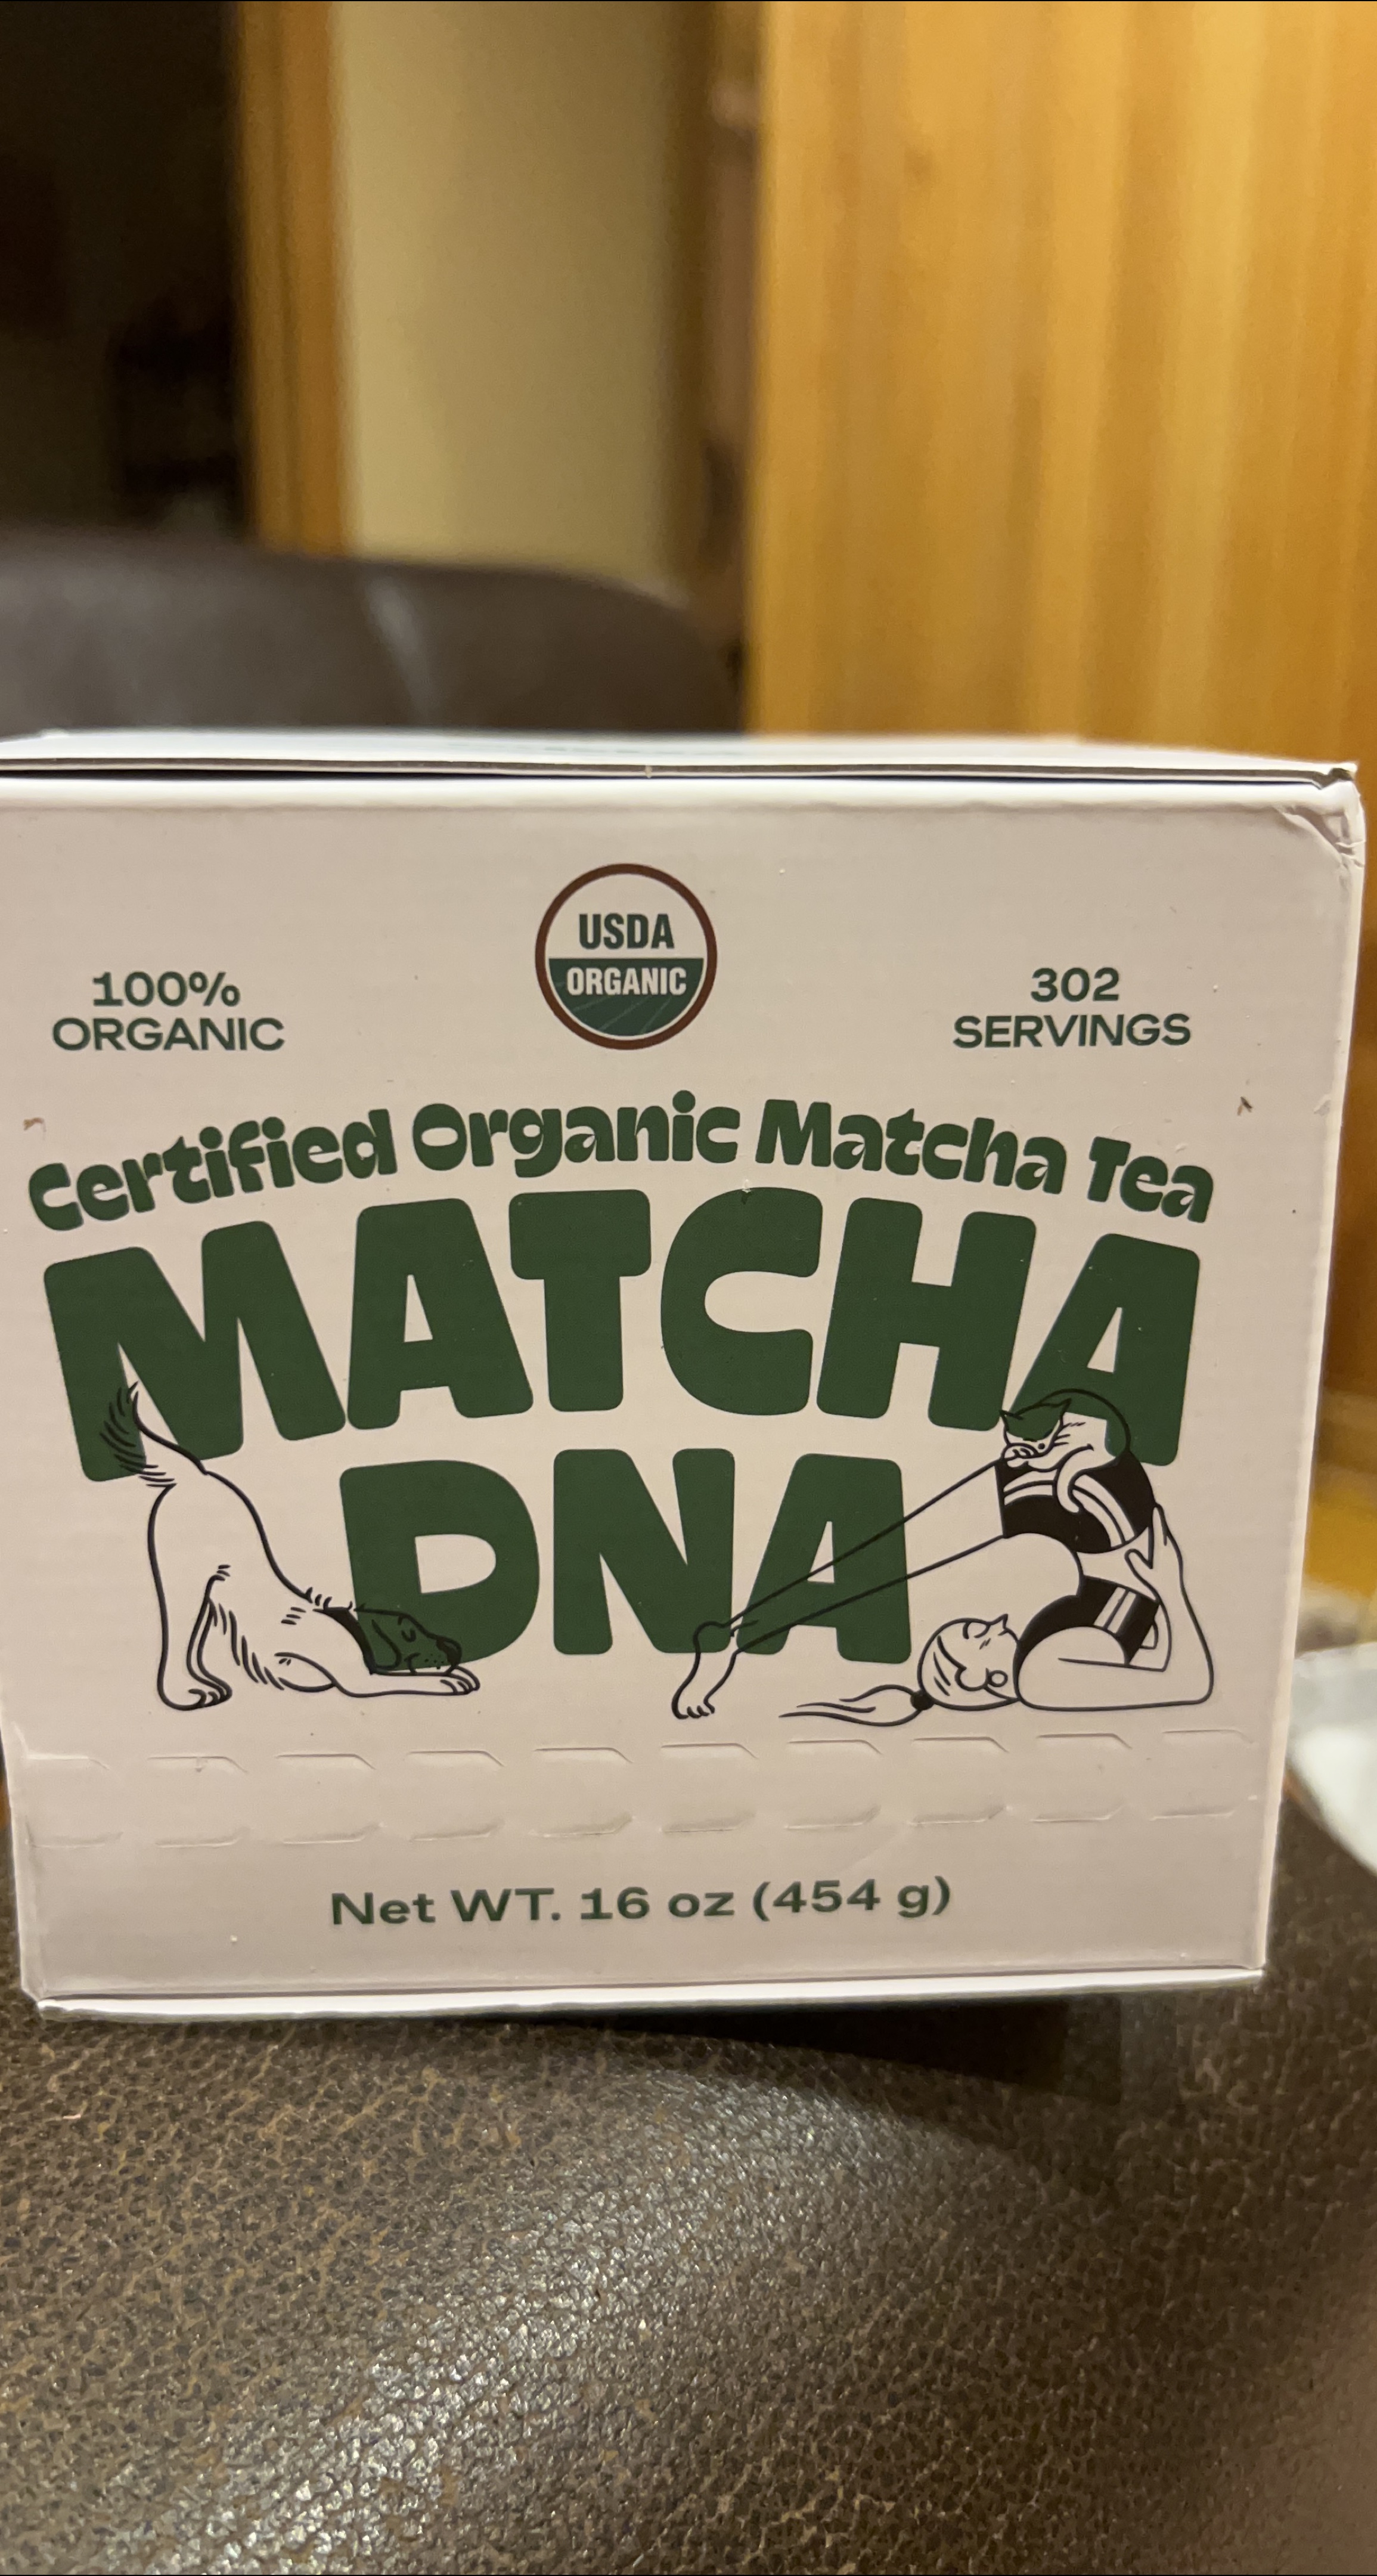 USDA
ORGANIC
100%
ORGANIC
302
SERVINGS
Certified Organic Matcha Tea
MATCHA
DNA
Net WT. 16 oz (454 g)